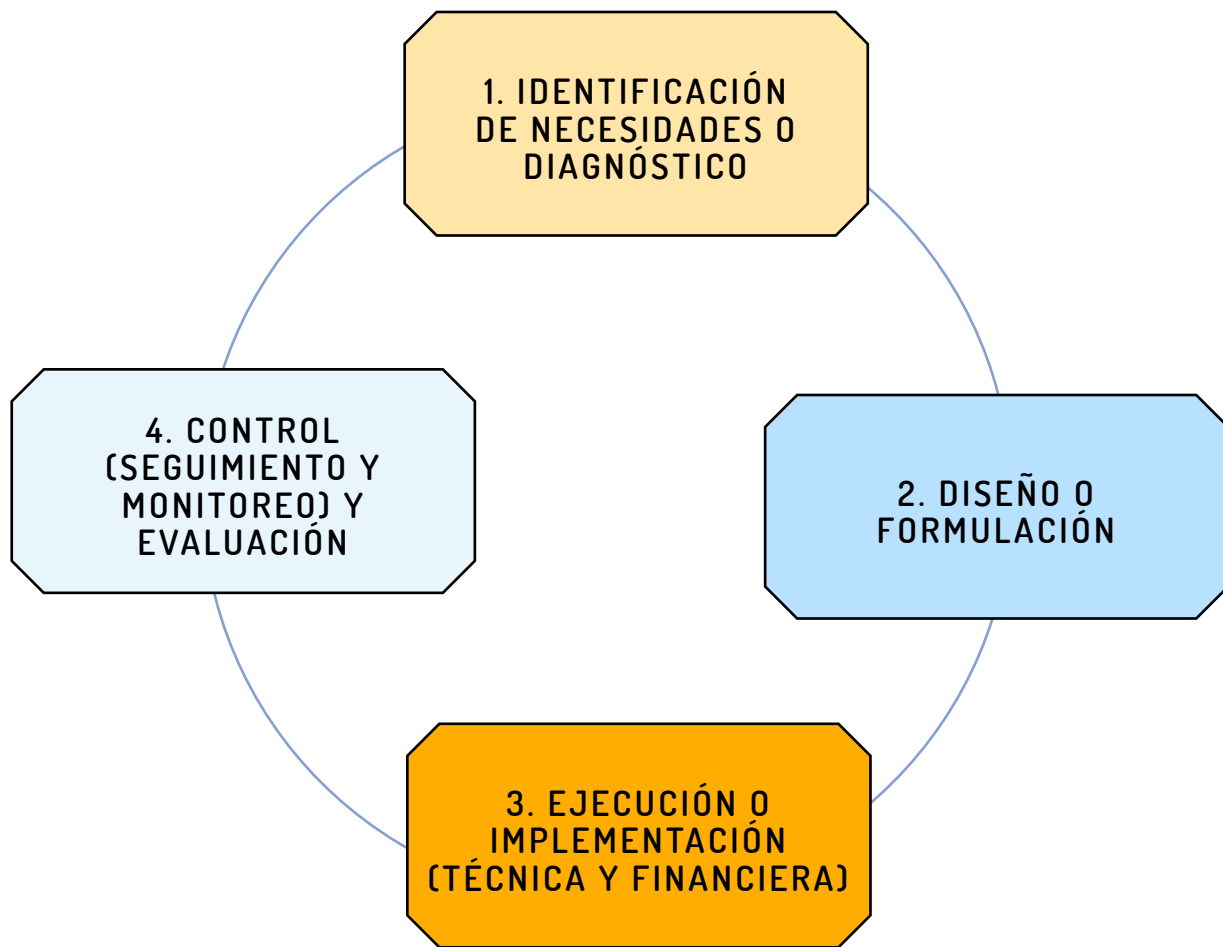 1. IDENTIFICACIÓN
DE NECESIDADES O
DIAGNÓSTICO
2. DISEÑO O
FORMULACIÓN
3. EJECUCIÓN O
IMPLEMENTACIÓN
(TÉCNICA Y FINANCIERA)
4. CONTROL
(SEGUIMIENTO Y
MONITOREO) Y
EVALUACIÓN